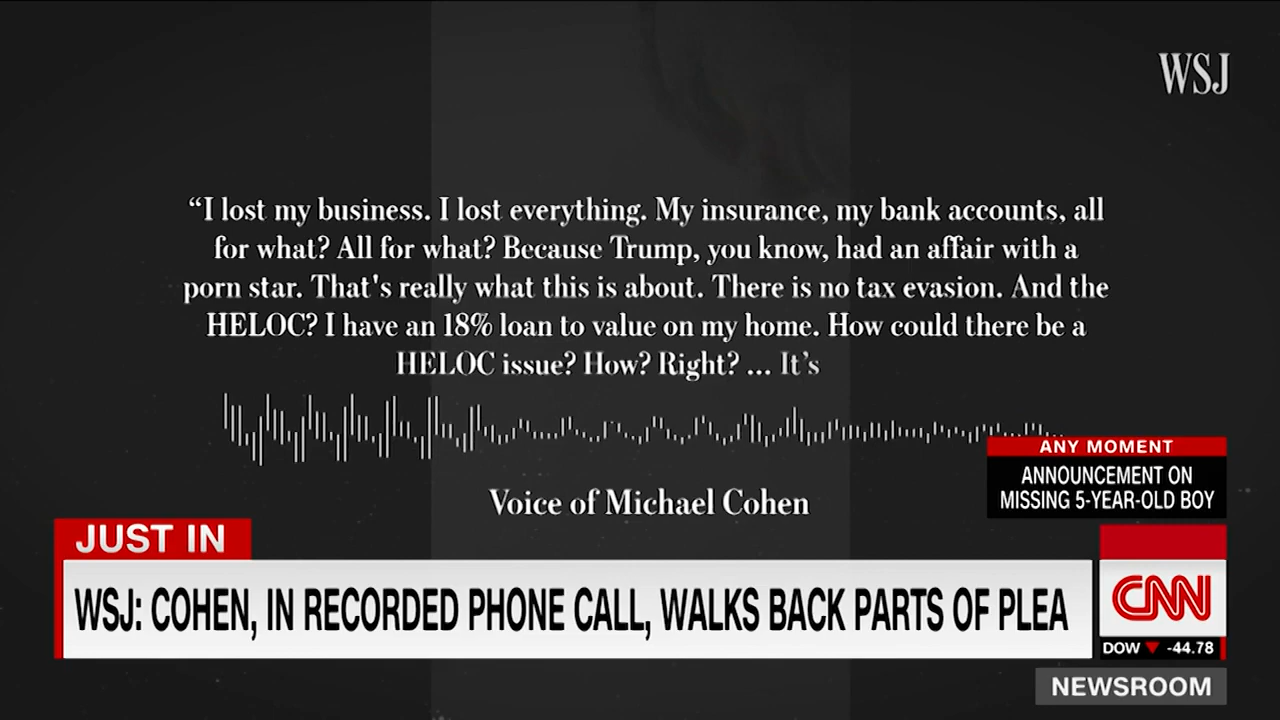 WSJ
“I lost my business. I lost everything. My insurance, my bank accounts, all
for what? All for what? Because Trump, you know, had an affair with a
porn star. That's really what this is about. There is no tax evasion. And the
HELOC? I have an 18% loan to value on my home. How could there be a
HELOC issue? How? Right? ... It’s
Voice of Michael Cohen
ANY MOMENT
ANNOUNCEMENT ON
MISSING 5-YEAR-OLD BOY
JUST IN
WSJ: COHEN, IN RECORDED PHONE CALL, WALKS BACK PARTS OF PLEA
CNN
DOW ▼ -44.78
NEWSROOM